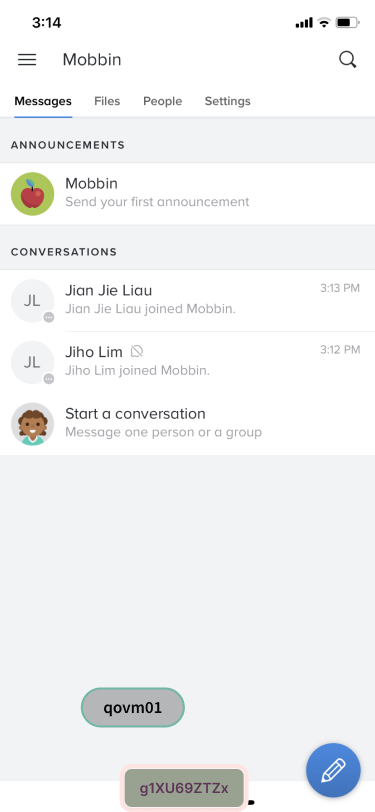 3:14
Mobbin
Messages Files People Settings
ANNOUNCEMENTS
Mobbin
Send your first announcement
CONVERSATIONS
JL
Jian Jie Liau 3:13 PM
Jian Jie Liau joined Mobbin.
JL
Jiho Lim 3:12 PM
Jiho Lim joined Mobbin.
Start a conversation
Message one person or a group
qovm01
g1XU69ZTZx